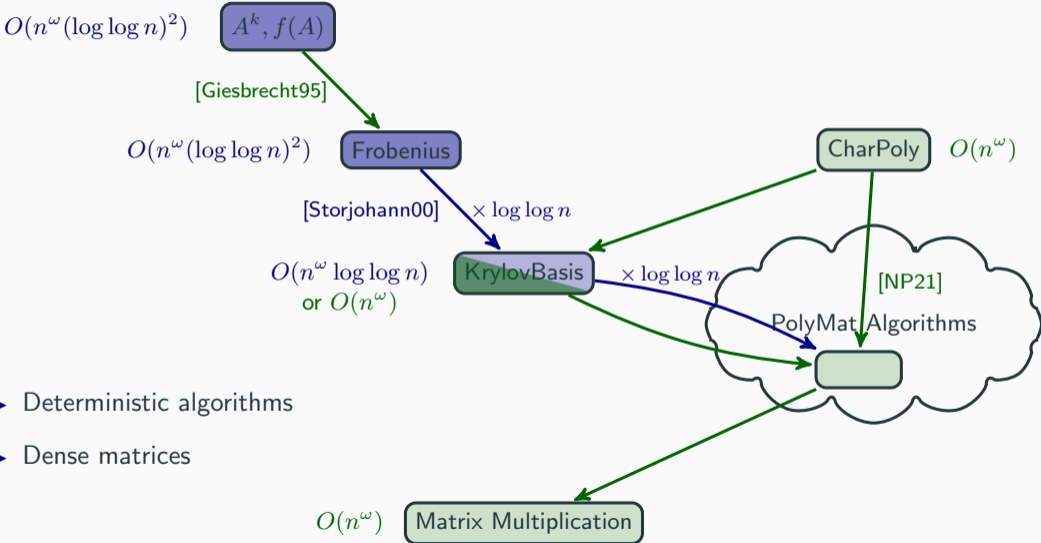 O(n^ω(log log n)^2)
A^k, f(A)
[Giesbrecht95]
O(n^ω(log log n)^2)
Frobenius
CharPoly
O(n^ω)
[Storjohann00]
× log log n
O(n^ω log log n)
or O(n^ω)
KrylovBasis
× log log n
[NP21]
PolyMat Algorithms
Deterministic algorithms
Dense matrices
O(n^ω)
Matrix Multiplication